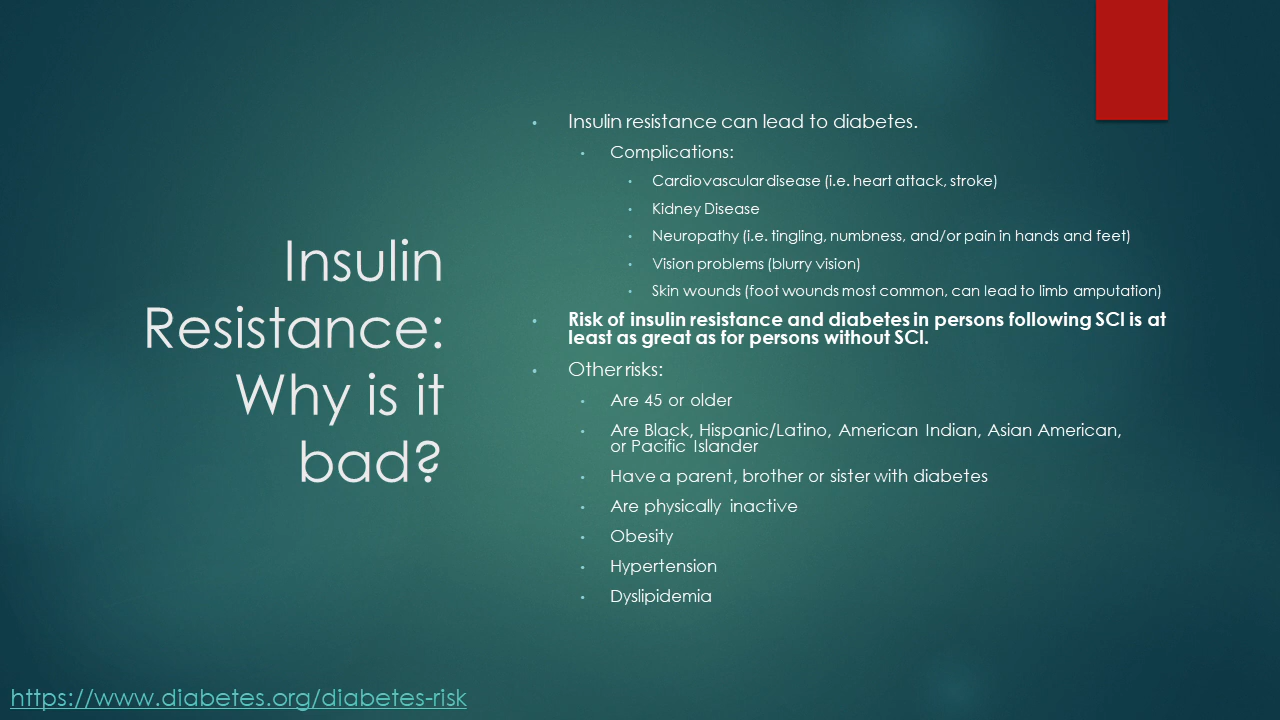 Insulin
Resistance:
Why is it
bad?
• Insulin resistance can lead to diabetes.
• Complications:
• Cardiovascular disease (i.e. heart attack, stroke)
• Kidney Disease
• Neuropathy (i.e. tingling, numbness, and/or pain in hands and feet)
• Vision problems (blurry vision)
• Skin wounds (foot wounds most common, can lead to limb amputation)
• Risk of insulin resistance and diabetes in persons following SCI is at
least as great as for persons without SCI.
• Other risks:
• Are 45 or older
• Are Black, Hispanic/Latino, American Indian, Asian American,
or Pacific Islander
• Have a parent, brother or sister with diabetes
• Are physically inactive
• Obesity
• Hypertension
• Dyslipidemia
https://www.diabetes.org/diabetes-risk